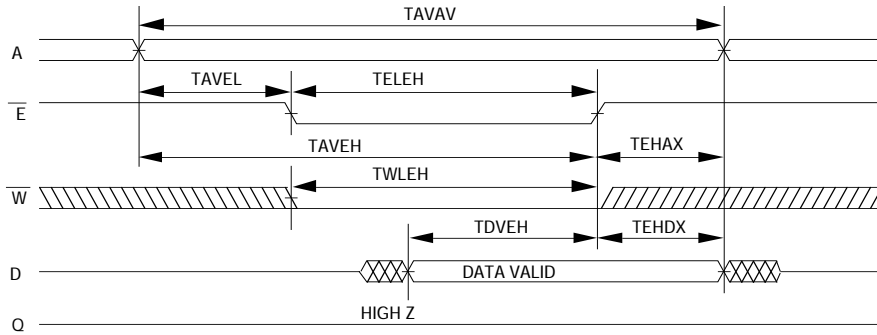 TAVAV
A
TAVEL TELEH
E
TAVEH TEHAX
TWLEH
W
TDVEH TEHDX
D DATA VALID
HIGH Z
Q